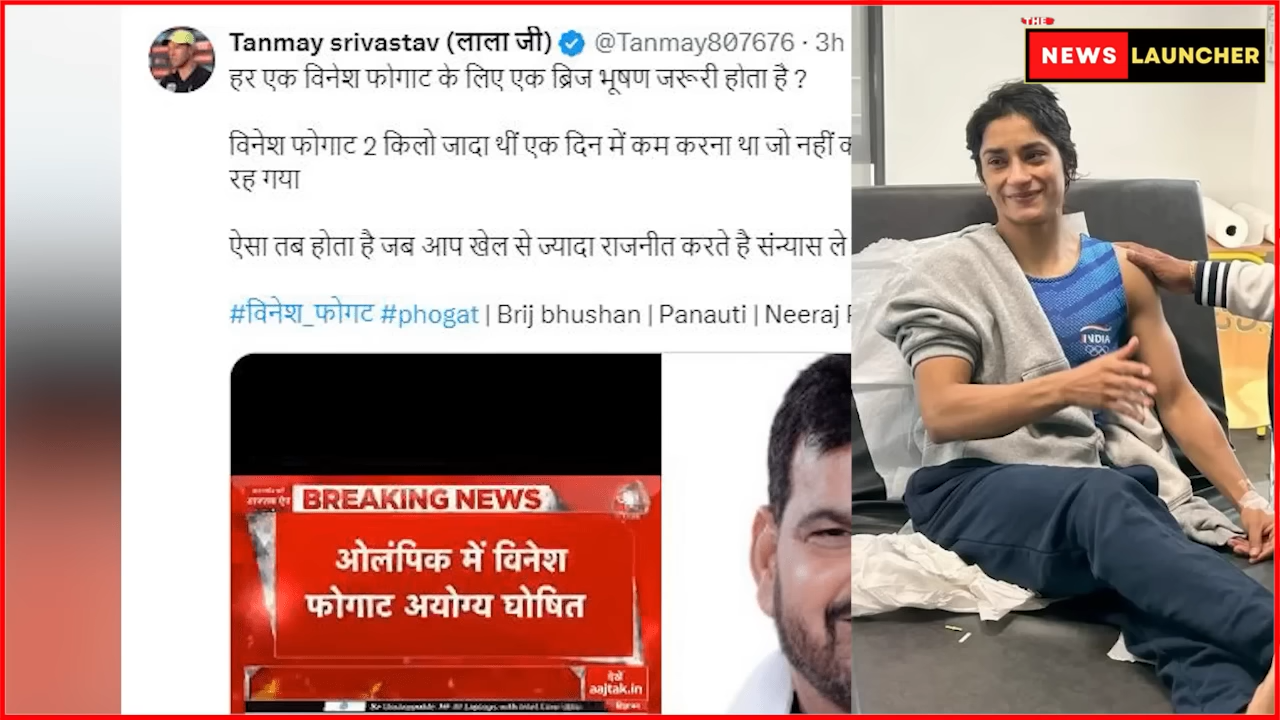 Tanmay srivastav (लाला जी) @Tanmay807676 · 3h
THE
NEWS LAUNCHER
हर एक विनेश फोगाट के लिए एक ब्रिज भूषण जरूरी होता है ?
विनेश फोगाट 2 किलो जादा थीं एक दिन में कम करना था जो नहीं
रह गया
ऐसा तब होता है जब आप खेल से ज्यादा राजनीत करते है संन्यास ले
#विनेश_फोगट #phogat | Brij bhushan | Panauti | Neeraj
INDIA
BREAKING NEWS
ओलंपिक में विनेश
फोगाट अयोग्य घोषित
देखें
aajtak.in